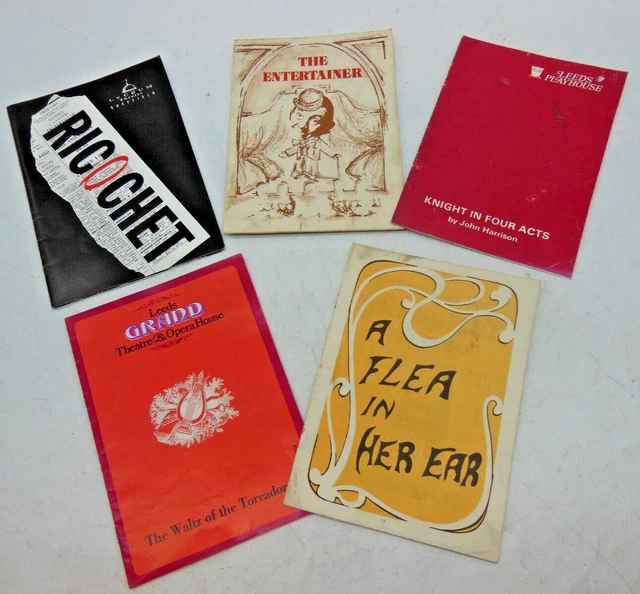 LYCEUM
SHEFFIELD
RICOCHET
THE
ENTERTAINER
LEEDS
PLAYHOUSE
KNIGHT IN FOUR ACTS
by John Harrison
Leeds
GRAND
Theatre & Opera House
The Waltz of the Toreador
A
FLEA
IN
HER EAR